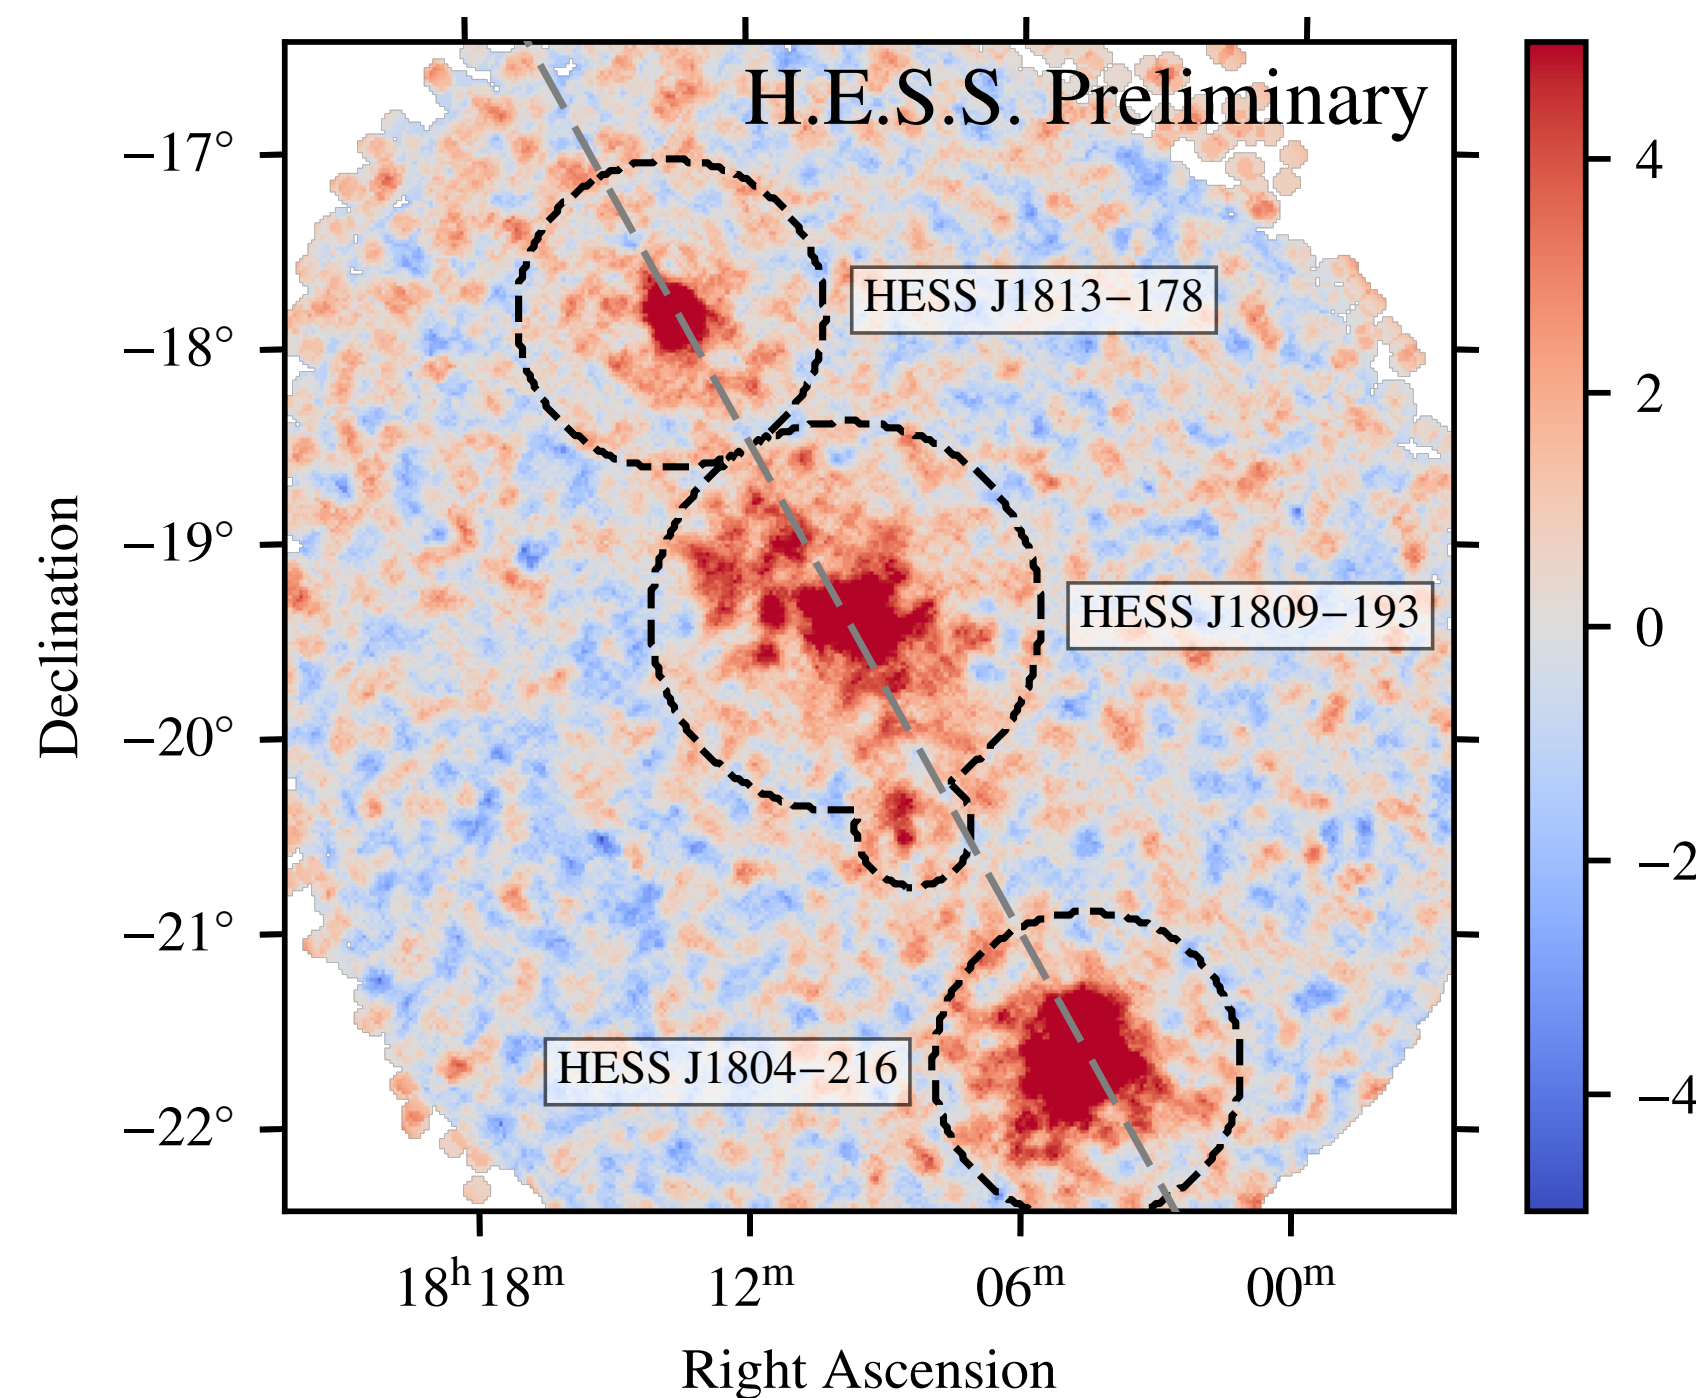 H.E.S.S. Preliminary
−17°
−18°
−19°
−20°
−21°
−22°
Declination
HESS J1813−178
HESS J1809−193
HESS J1804−216
18ʰ18ᵐ
12ᵐ
06ᵐ
00ᵐ
Right Ascension
4
2
0
−2
−4